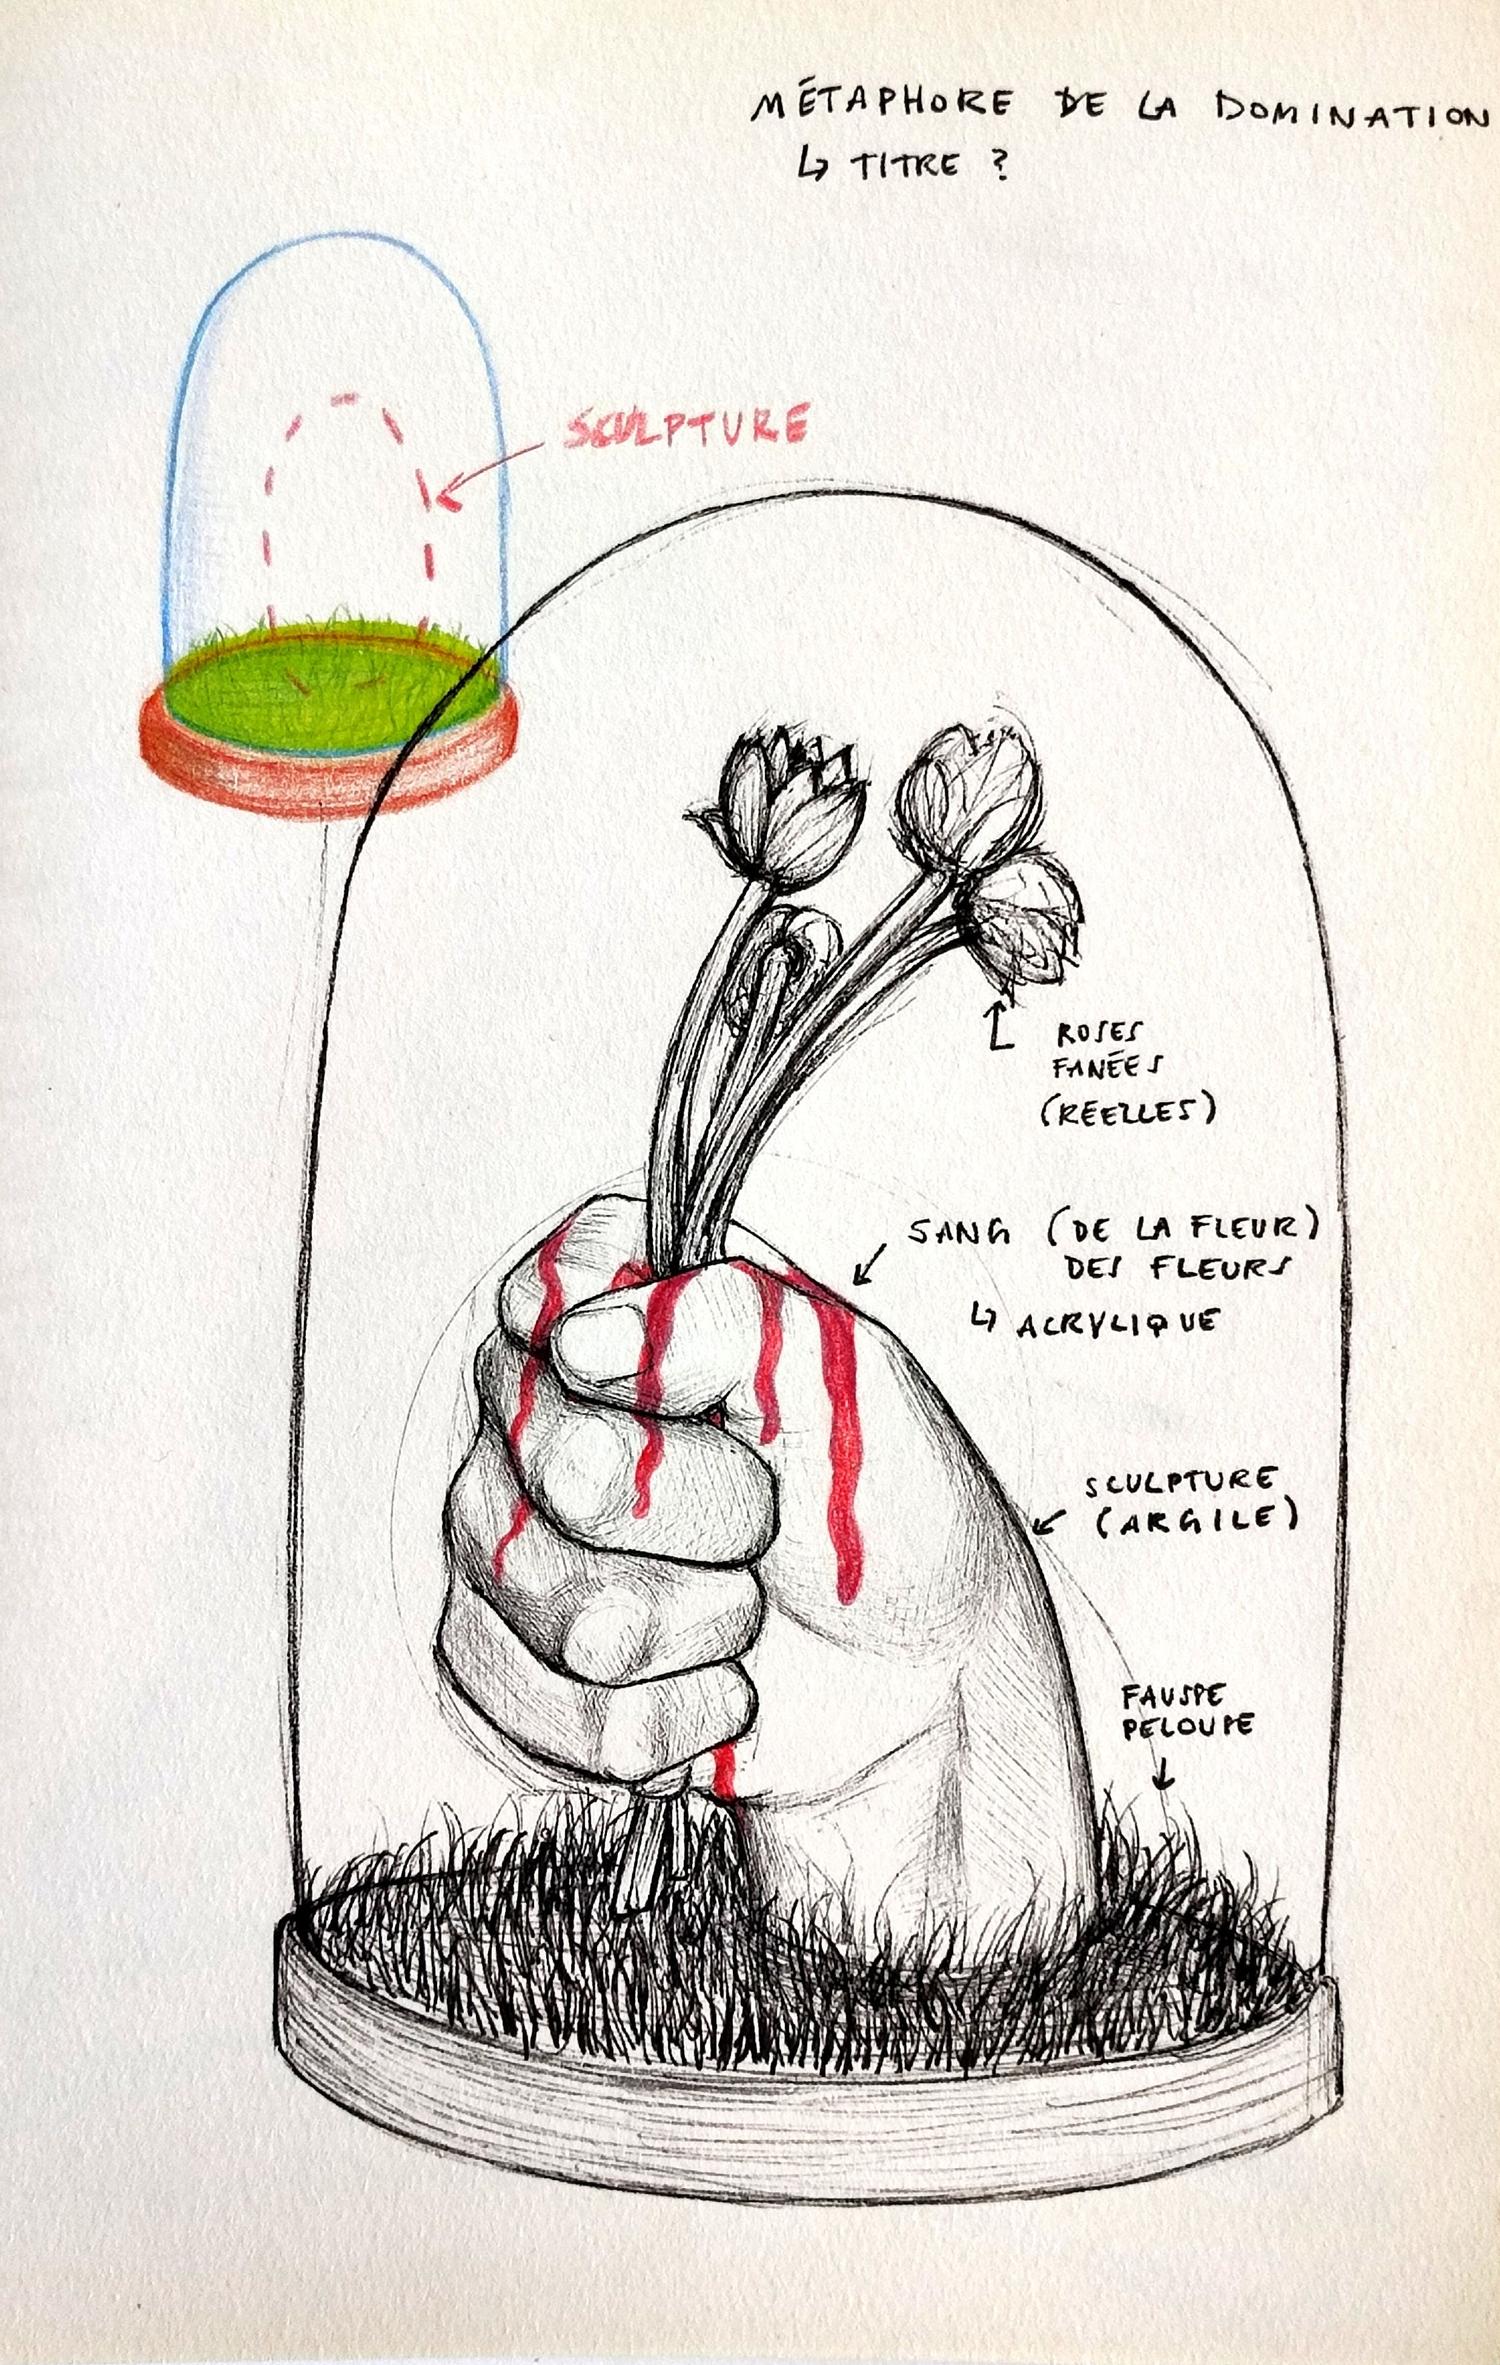 MÉTAPHORE DE LA DOMINATION
↳ TITRE ?
SCULPTURE
ROSES
FANÉES
(RÉELLES)
SANG (DE LA FLEUR)
DES FLEURS
↳ ACRYLIQUE
SCULPTURE
(ARGILE)
FAUSSE
PELOUSE